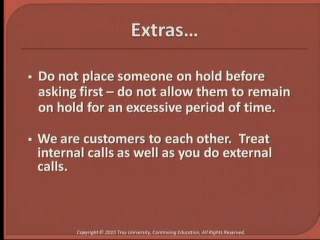 Extras...
• Do not place someone on hold before
asking first – do not allow them to remain
on hold for an excessive period of time.
• We are customers to each other. Treat
internal calls as well as you do external
calls.
Copyright © 2015 Troy University, Continuing Education, All Rights Reserved.